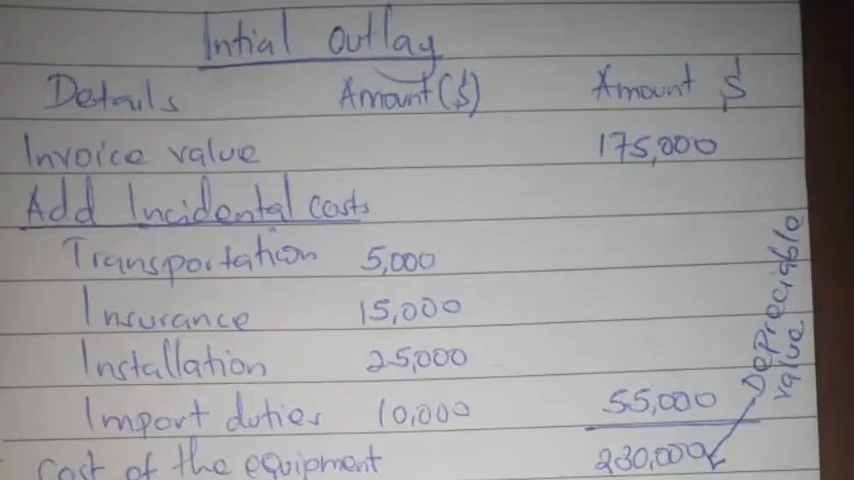 Intial outlay
Details Amount($) Amount $
Invoice value 175,000
Add Incidental costs
Transportation 5,000
Insurance 15,000
Installation 25,000
Import duties 10,000 55,000
Cost of the equipment 230,000
Depreciable value